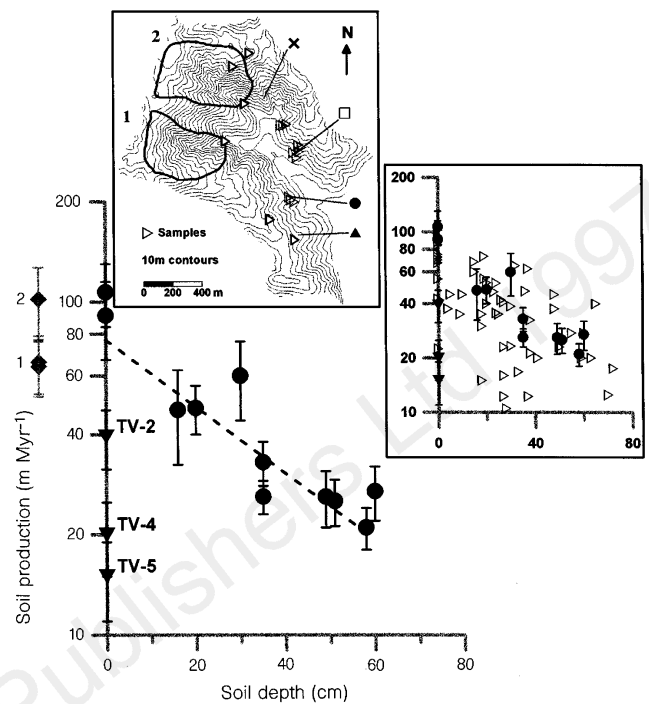 2
N
1
▷ Samples
10m contours
0 200 400 m
200
100
80
60
40
20
10
0 20 40 60 80
Soil depth (cm)
Soil production (m Myr⁻¹)
2
1
TV-2
TV-4
TV-5
200
100
80
60
40
20
10
0 40 80
Publishers Ltd 1997